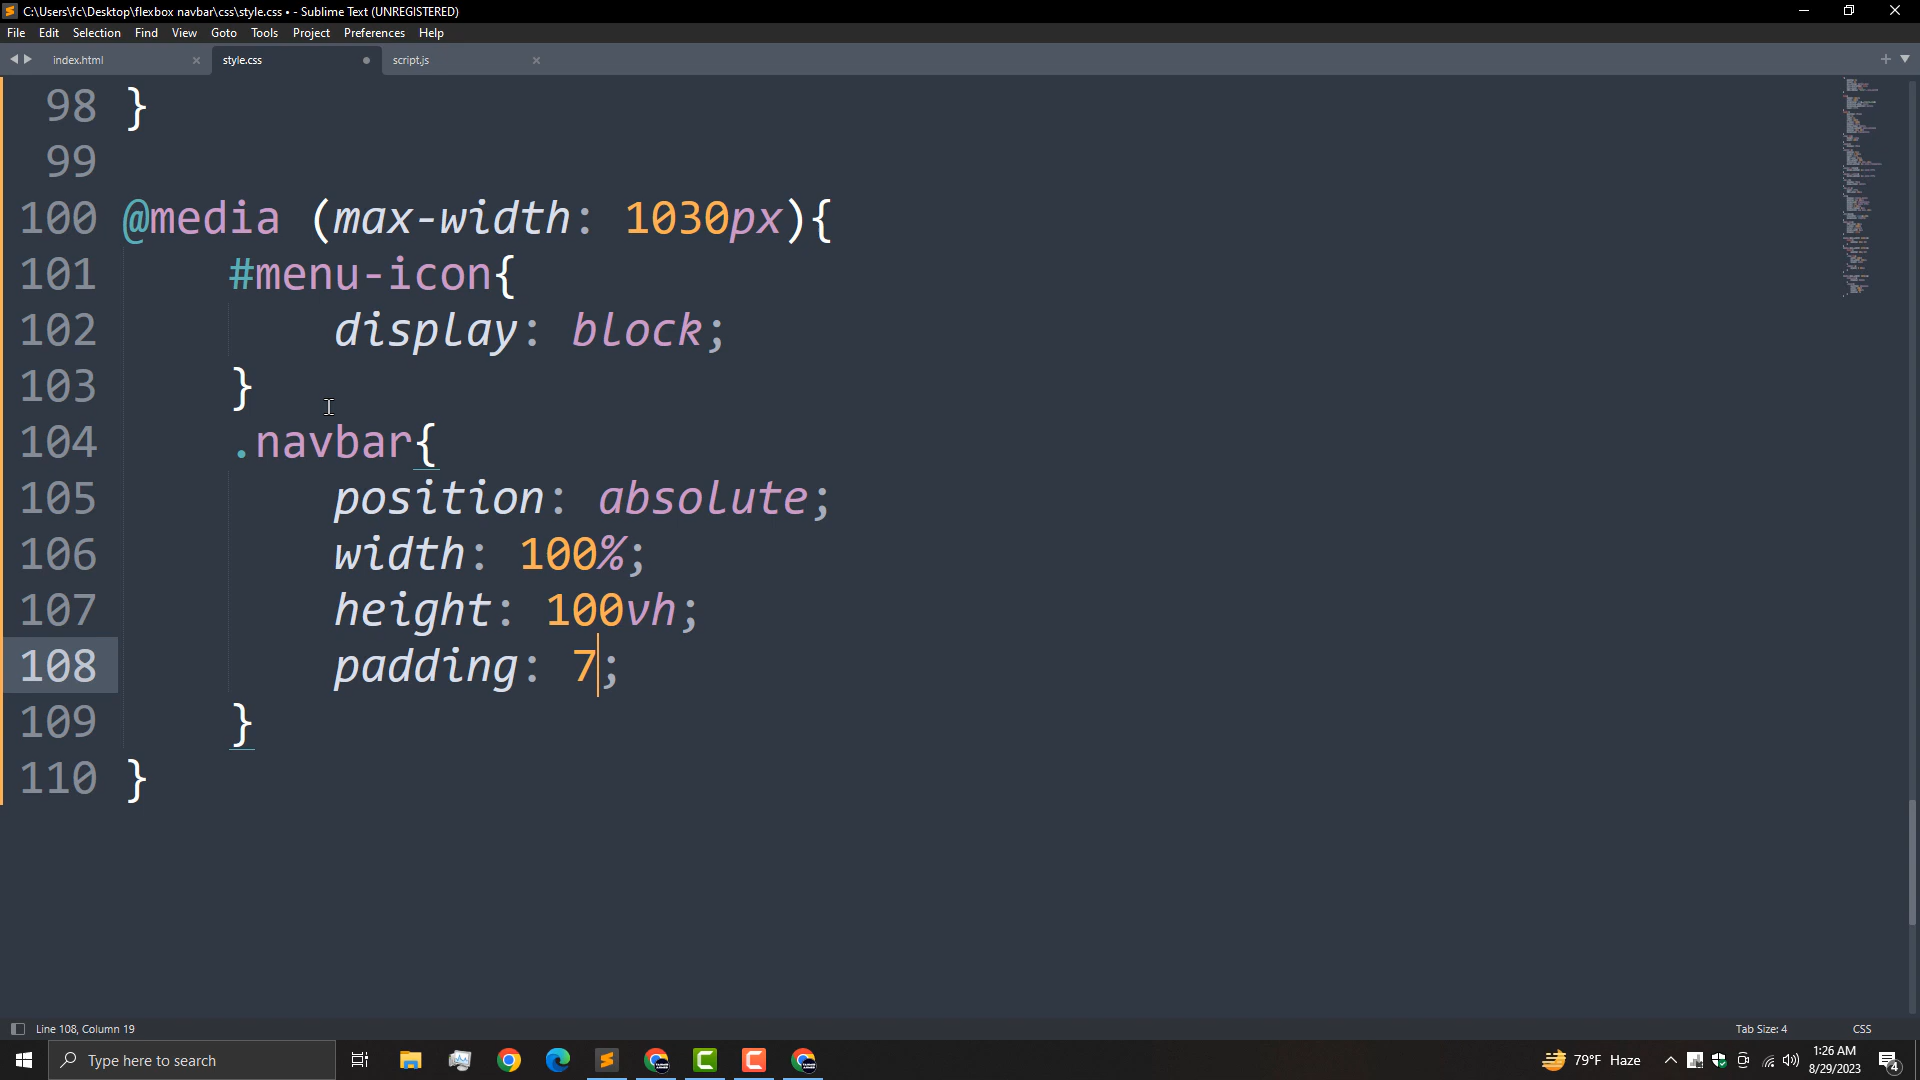 C:\Users\fc\Desktop\flexbox navbar\css\style.css • - Sublime Text (UNREGISTERED)
File Edit Selection Find View Goto Tools Project Preferences Help
index.html style.css script.js
98 }
99
100 @media (max-width: 1030px){
101 #menu-icon{
102 display: block;
103 }
104 .navbar{
105 position: absolute;
106 width: 100%;
107 height: 100vh;
108 padding: 7;
109 }
110 }
Line 108, Column 19 Tab Size: 4 CSS
Type here to search 79°F Haze 1:26 AM
8/29/2023 4